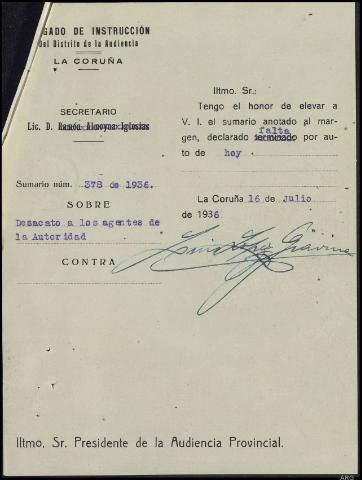 GADO DE INSTRUCCIÓN
Del Distrito de la Audiencia
LA CORUÑA
SECRETARIO
Lic. D. Ramón Alcoyna Iglesias
Sumario núm. 378 de 1936.
SOBRE
Desacato a los agentes de
la Autoridad
CONTRA
Iltmo. Sr.:
Tengo el honor de elevar a
V. I. el sumario anotado al mar-
gen, declarado terminado falta por au-
to de hoy
La Coruña 16 de Julio
de 1936.
Iltmo. Sr. Presidente de la Audiencia Provincial.
ARG